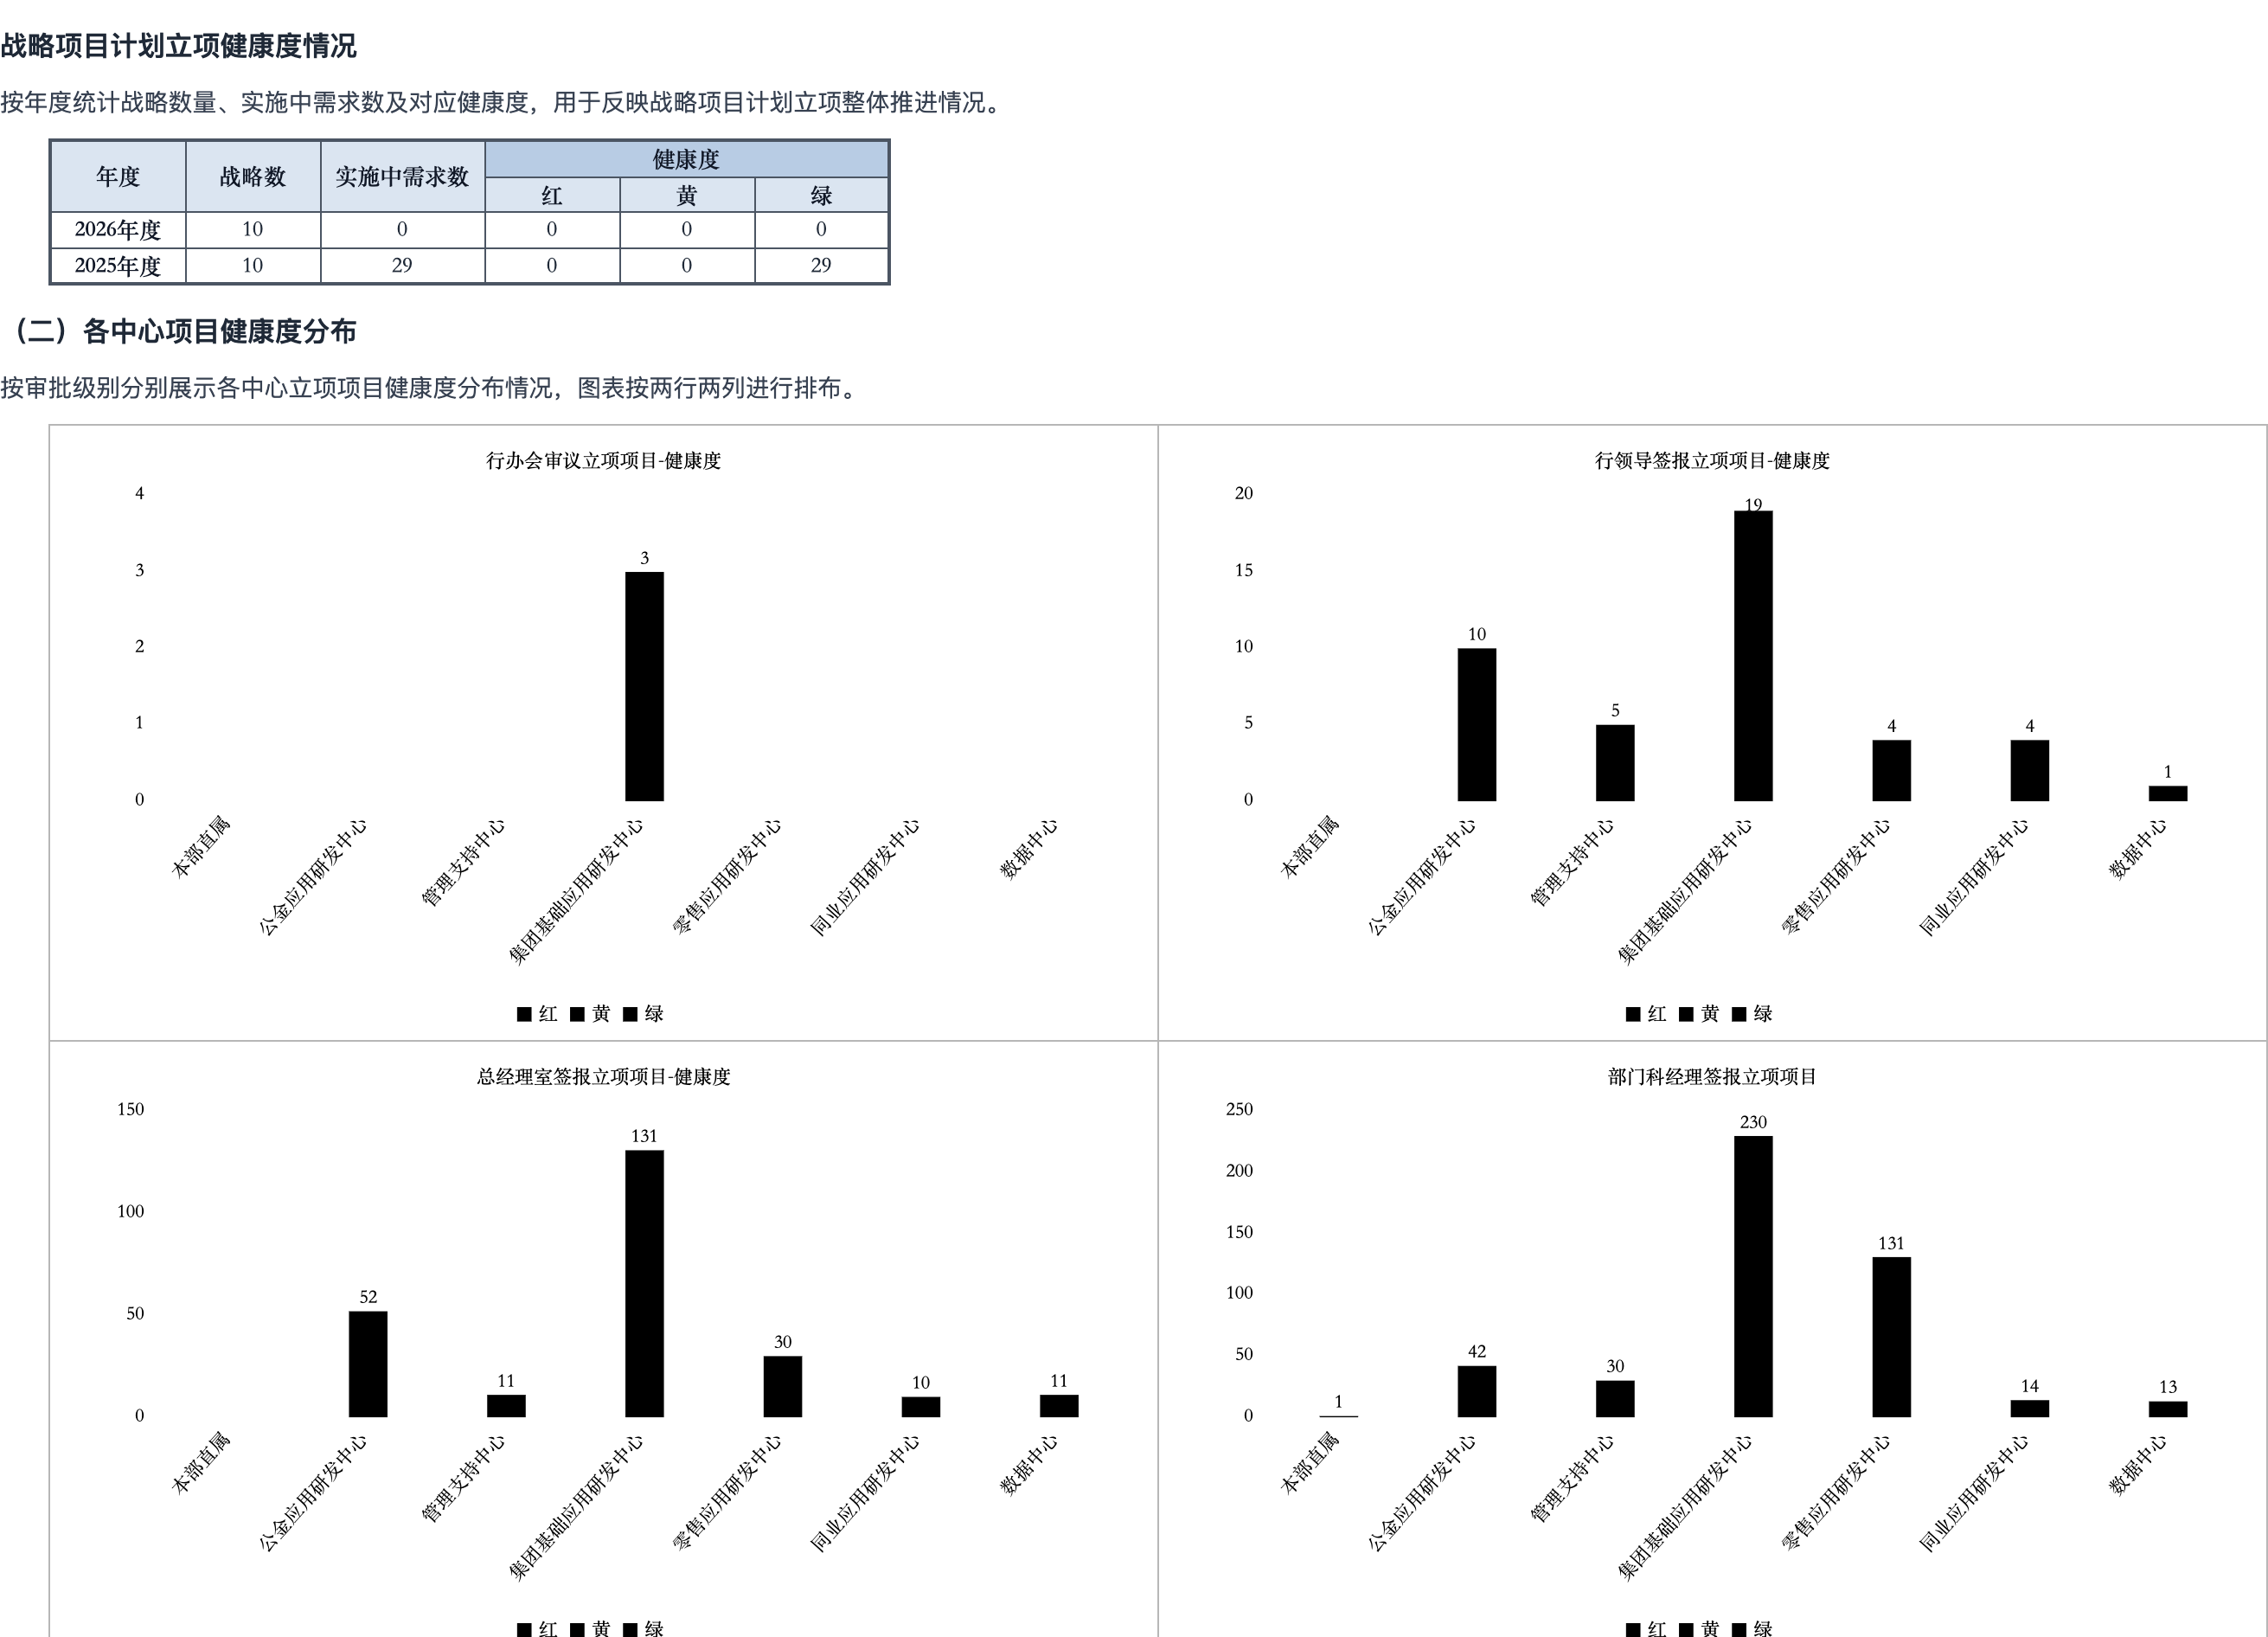 战略项目计划立项健康度情况
按年度统计战略数量、实施中需求数及对应健康度，用于反映战略项目计划立项整体推进情况。
年度 战略数 实施中需求数 健康度
红 黄 绿
2026年度 10 0 0 0 0
2025年度 10 29 0 0 29
（二）各中心项目健康度分布
按审批级别分别展示各中心立项项目健康度分布情况，图表按两行两列进行排布。
行办会审议立项项目-健康度
4
3
2
1
0
3
本部直属
公金应用研发中心
管理支持中心
集团基础应用研发中心
零售应用研发中心
同业应用研发中心
数据中心
红 黄 绿
行领导签报立项项目-健康度
20
15
10
5
0
10
5
19
4
4
1
本部直属
公金应用研发中心
管理支持中心
集团基础应用研发中心
零售应用研发中心
同业应用研发中心
数据中心
红 黄 绿
总经理室签报立项项目-健康度
150
100
50
0
52
11
131
30
10
11
本部直属
公金应用研发中心
管理支持中心
集团基础应用研发中心
零售应用研发中心
同业应用研发中心
数据中心
红 黄 绿
部门科经理签报立项项目
250
200
150
100
50
0
1
42
30
230
131
14
13
本部直属
公金应用研发中心
管理支持中心
集团基础应用研发中心
零售应用研发中心
同业应用研发中心
数据中心
红 黄 绿